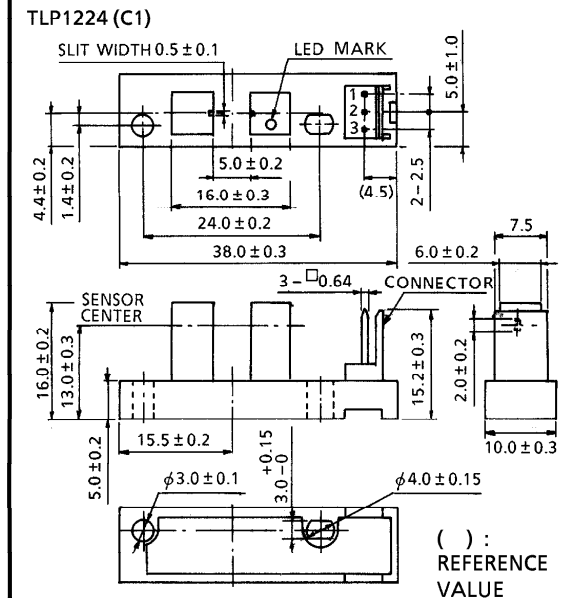 TLP1224 (C1)
SLIT WIDTH 0.5 ± 0.1
LED MARK
1
2
3
5.0 ± 1.0
4.4 ± 0.2
1.4 ± 0.2
5.0 ± 0.2
16.0 ± 0.3
24.0 ± 0.2
38.0 ± 0.3
(4.5)
2 – 2.5
7.5
6.0 ± 0.2
3 – □0.64
CONNECTOR
SENSOR
CENTER
16.0 ± 0.2
13.0 ± 0.3
15.2 ± 0.3
2.0 ± 0.2
5.0 ± 0.2
15.5 ± 0.2
10.0 ± 0.3
ϕ3.0 ± 0.1
+0.15
3.0 – 0
ϕ4.0 ± 0.15
( ) :
REFERENCE
VALUE